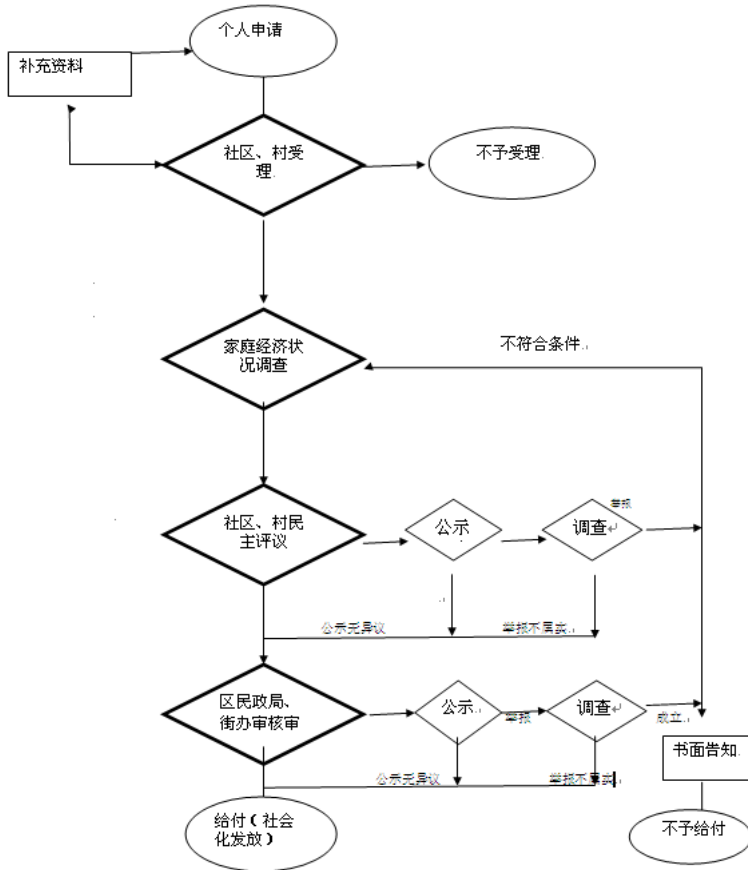 个人申请
补充资料
社区、村受
理
不予受理
家庭经济状
况调查
不符合条件
社区、村民
主评议
公示
调查
举报
公示无异议
举报不属实
区民政局、
街办审核审
公示
举报
调查
成立
公示无异议
举报不属实
书面告知
给付（社会
化发放）
不予给付